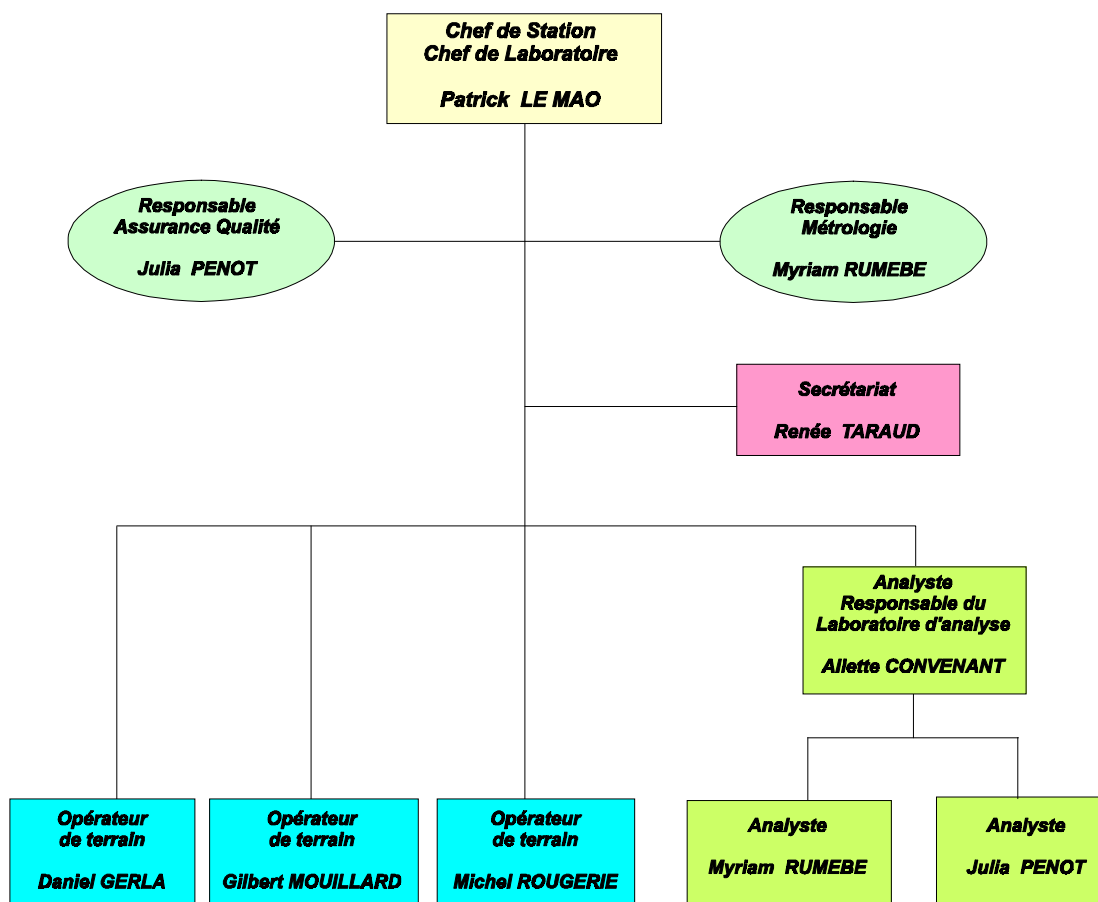 Chef de Station
Chef de Laboratoire
Patrick LE MAO
Responsable
Assurance Qualité
Julia PENOT
Responsable
Métrologie
Myriam RUMEBE
Secrétariat
Renée TARAUD
Analyste
Responsable du
Laboratoire d'analyse
Aliette CONVENANT
Opérateur
de terrain
Daniel GERLA
Opérateur
de terrain
Gilbert MOUILLARD
Opérateur
de terrain
Michel ROUGERIE
Analyste
Myriam RUMEBE
Analyste
Julia PENOT